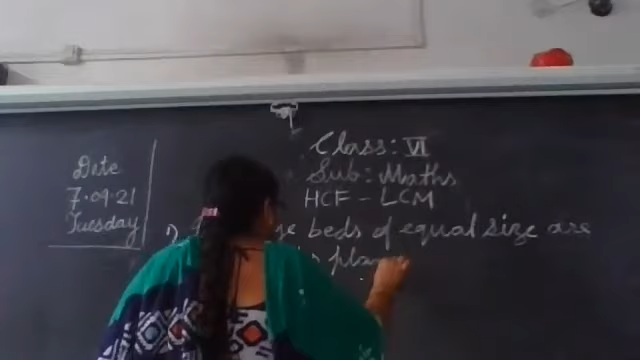 Class: VI
Sub: Maths
HCF - LCM
Date
7.09.21
Tuesday
beds of equal size are